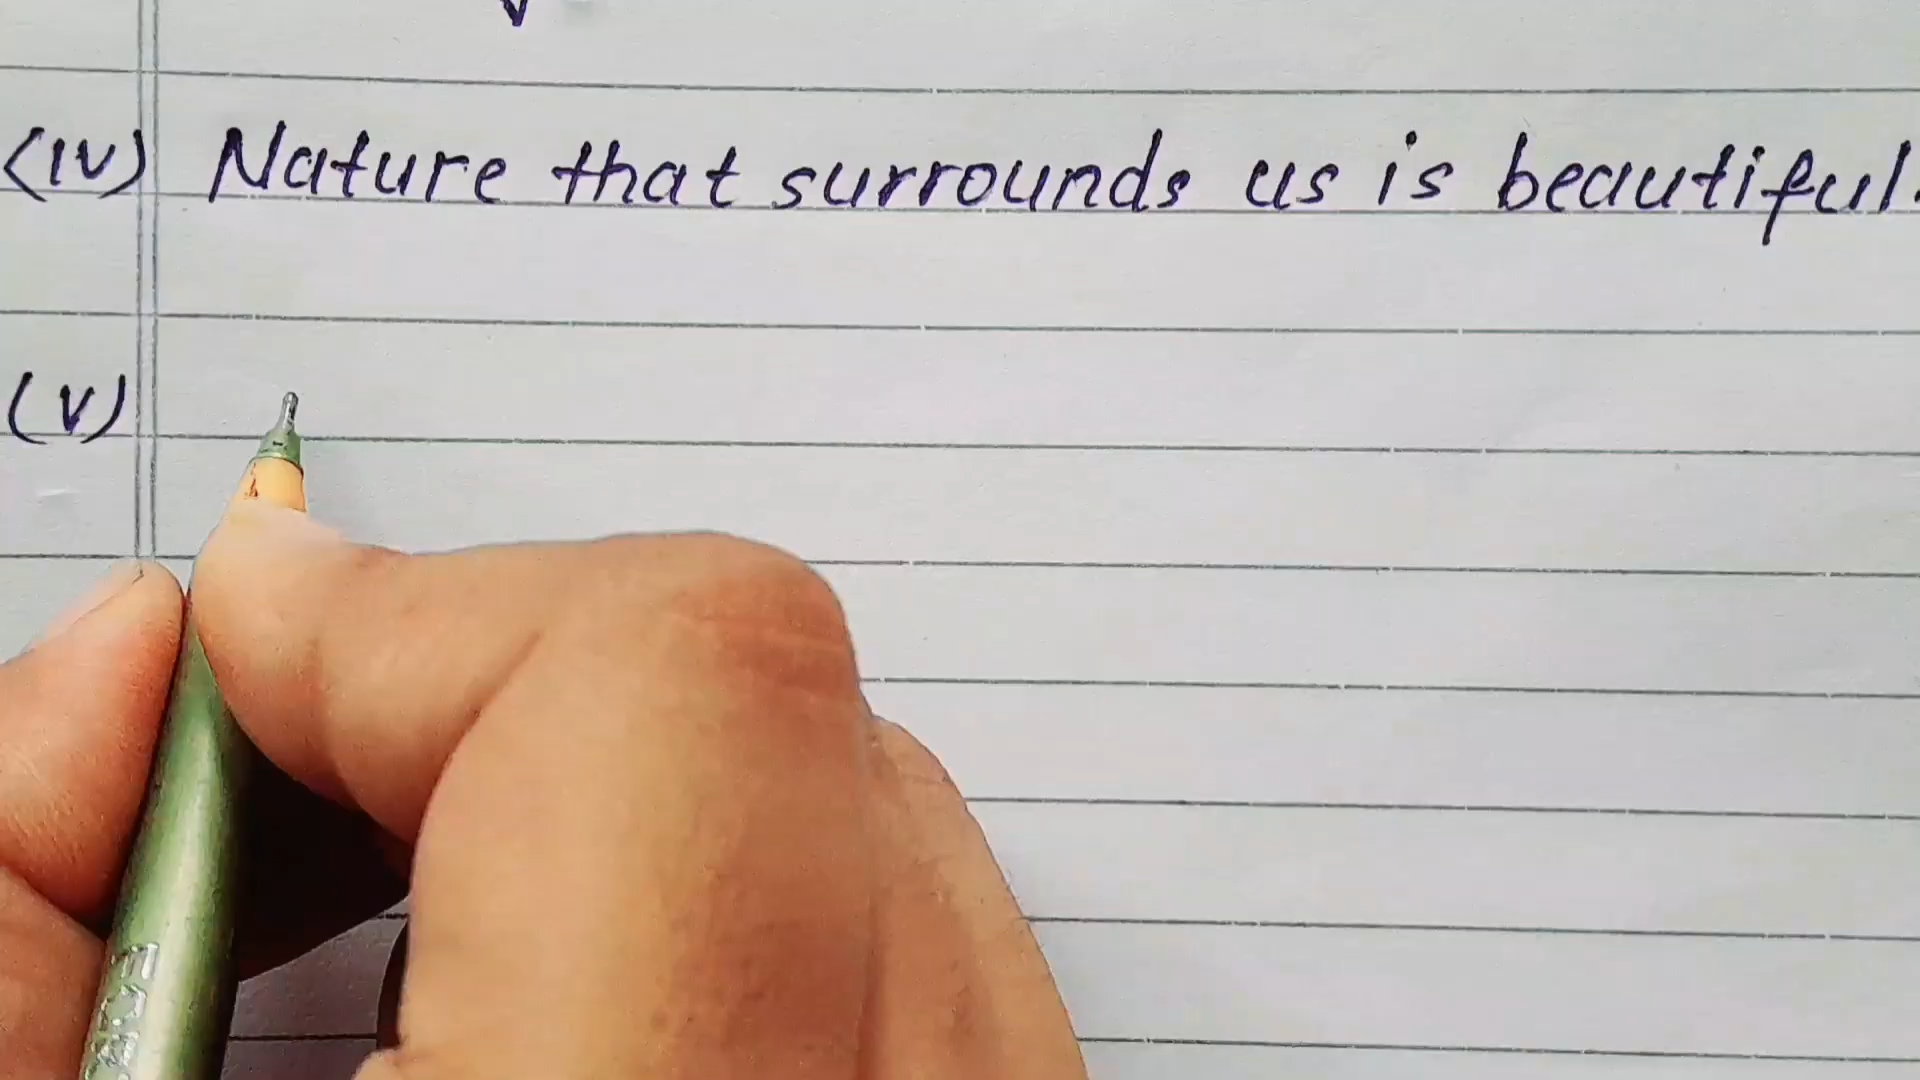 (IV) Nature that surrounds us is beautiful.
(V)